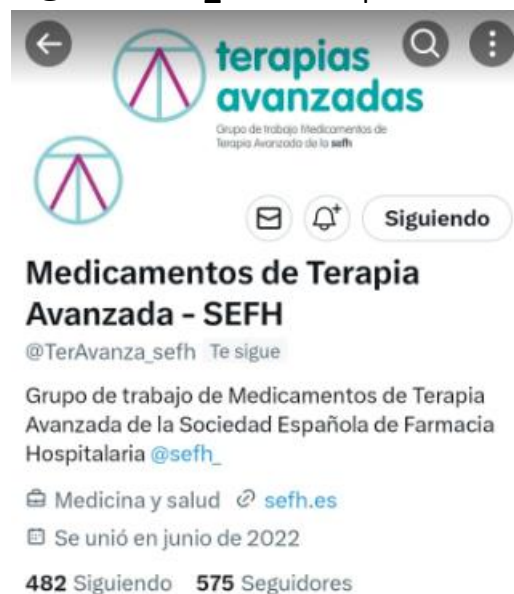 terapias
avanzadas
Grupo de trabajo Medicamentos de
Terapia Avanzada de la sefh
Siguiendo
Medicamentos de Terapia
Avanzada - SEFH
@TerAvanza_sefh Te sigue
Grupo de trabajo de Medicamentos de Terapia
Avanzada de la Sociedad Española de Farmacia
Hospitalaria @sefh_
Medicina y salud sefh.es
Se unió en junio de 2022
482 Siguiendo 575 Seguidores